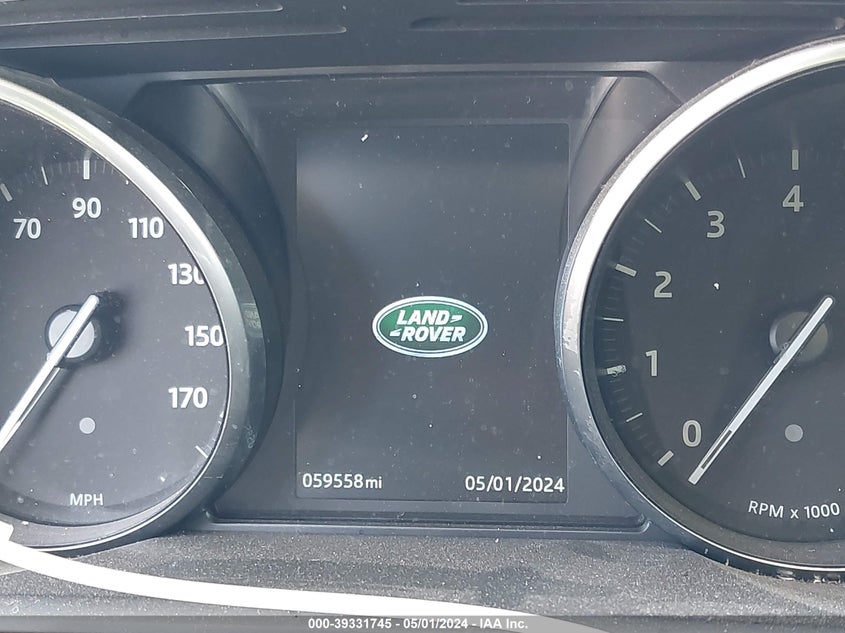 70 90 110
130
150
170
MPH
LAND-
-ROVER
059558mi 05/01/2024
4
3
2
1
0
RPM x 1000
000-39331745 - 05/01/2024 - IAA Inc.